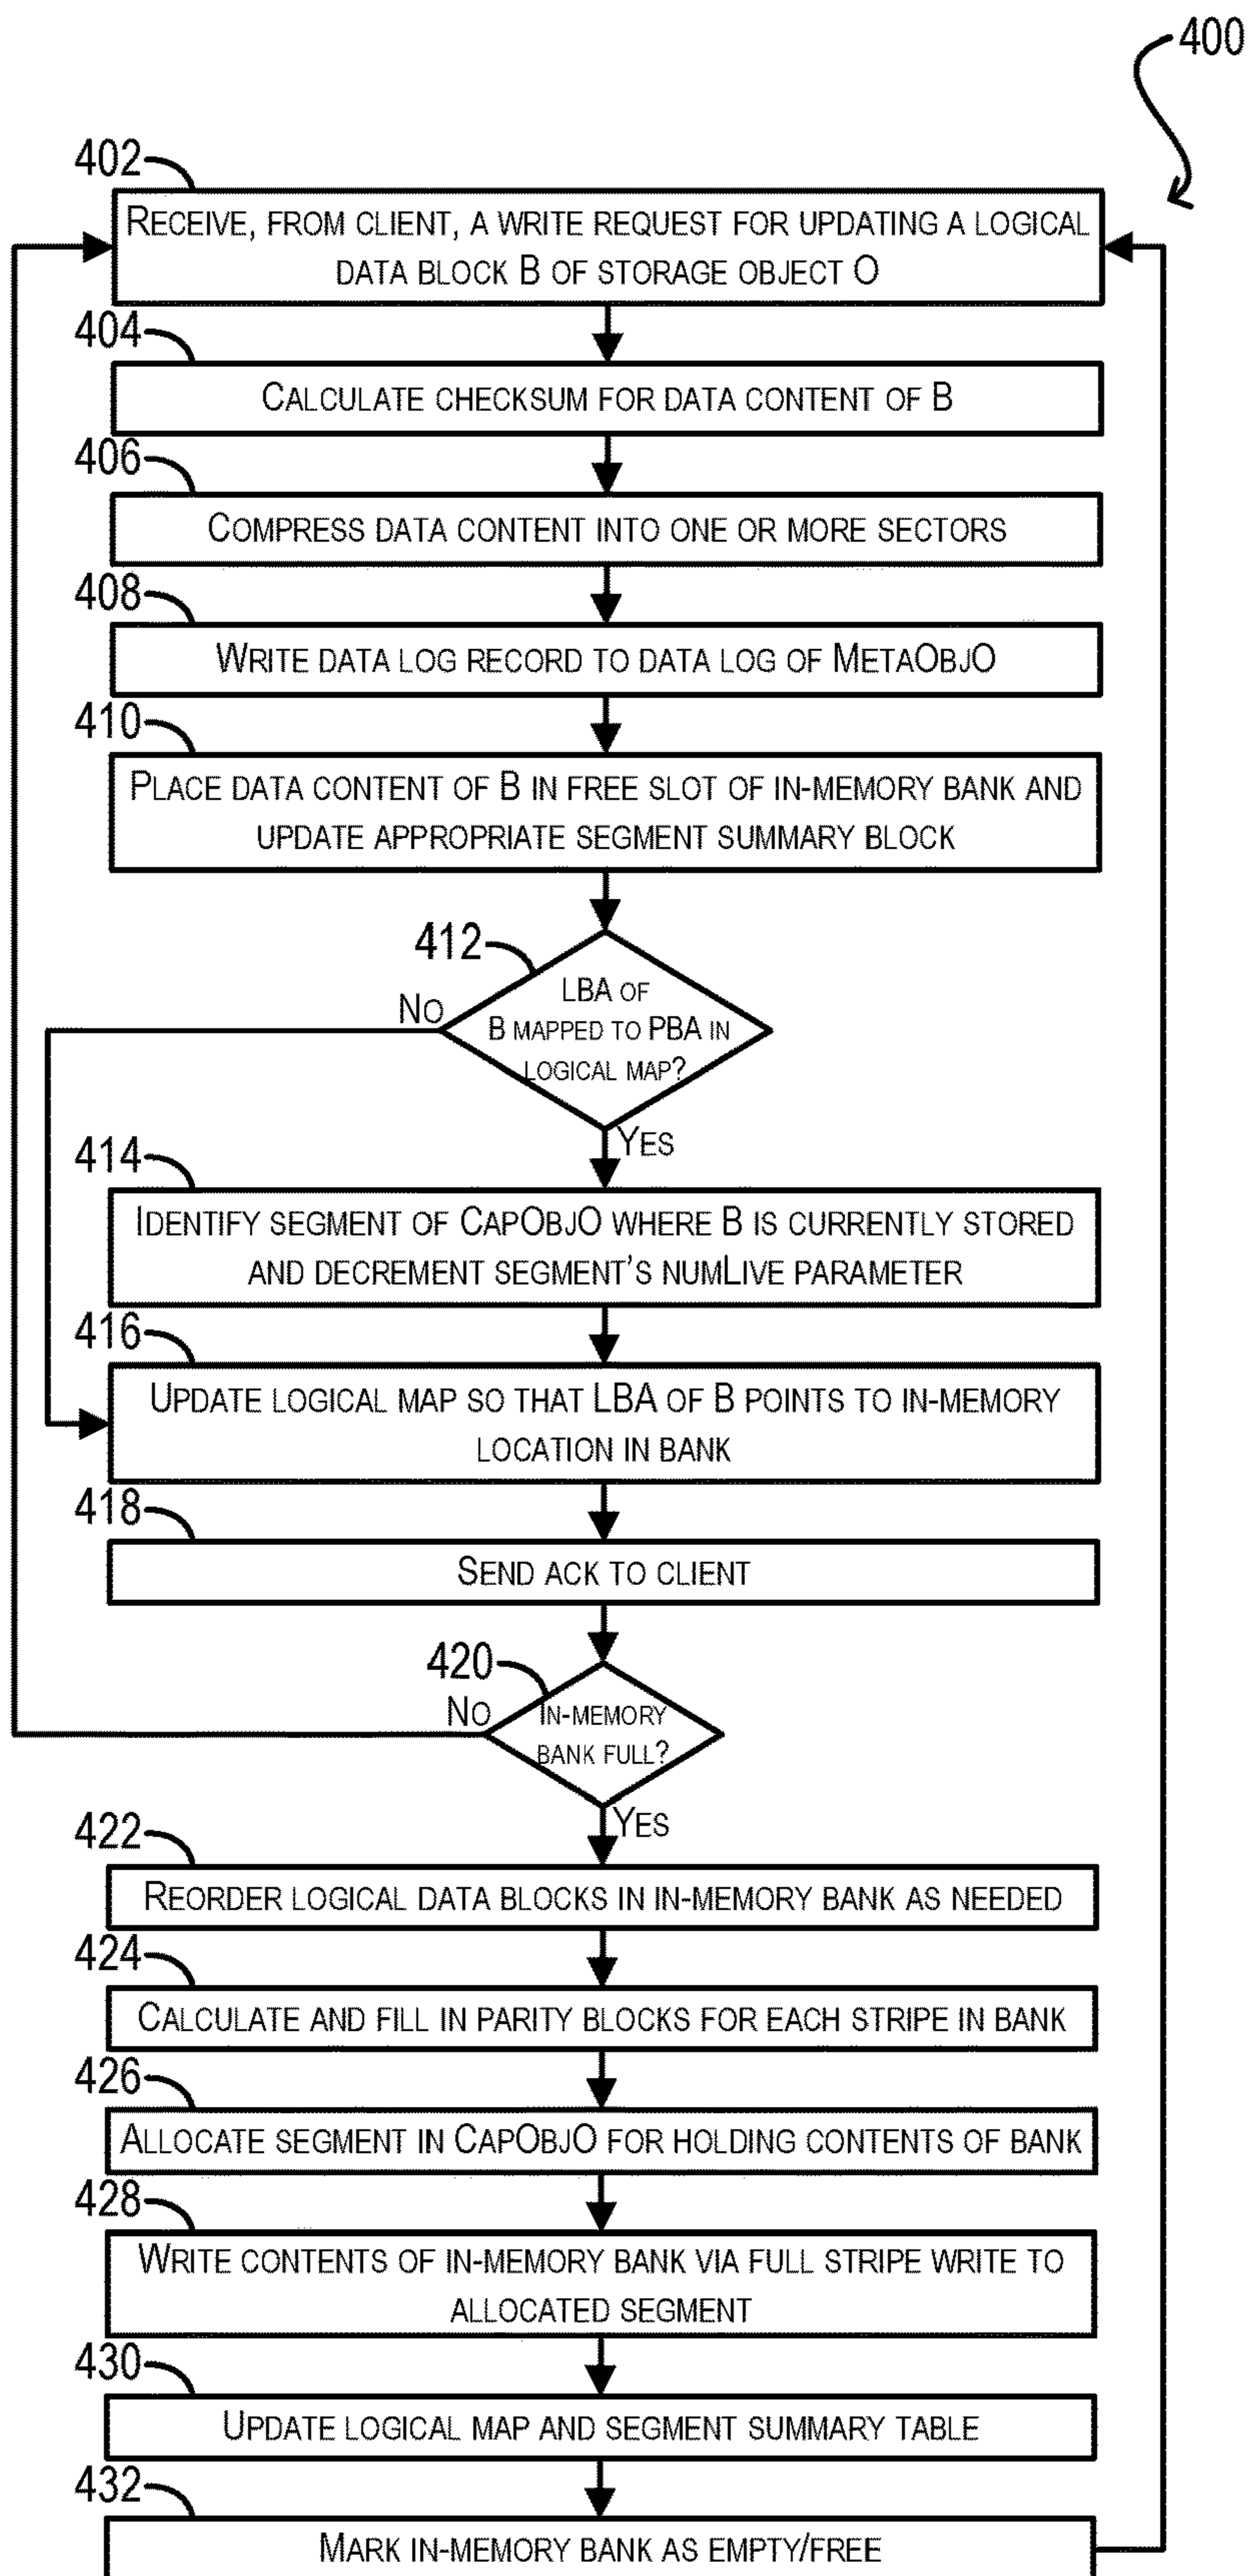 400
402
RECEIVE, FROM CLIENT, A WRITE REQUEST FOR UPDATING A LOGICAL
DATA BLOCK B OF STORAGE OBJECT O
404
CALCULATE CHECKSUM FOR DATA CONTENT OF B
406
COMPRESS DATA CONTENT INTO ONE OR MORE SECTORS
408
WRITE DATA LOG RECORD TO DATA LOG OF METAOBJO
410
PLACE DATA CONTENT OF B IN FREE SLOT OF IN-MEMORY BANK AND
UPDATE APPROPRIATE SEGMENT SUMMARY BLOCK
412
LBA OF
B MAPPED TO PBA IN
LOGICAL MAP?
NO
YES
414
IDENTIFY SEGMENT OF CAPOBJO WHERE B IS CURRENTLY STORED
AND DECREMENT SEGMENT'S NUMLIVE PARAMETER
416
UPDATE LOGICAL MAP SO THAT LBA OF B POINTS TO IN-MEMORY
LOCATION IN BANK
418
SEND ACK TO CLIENT
420
IN-MEMORY
BANK FULL?
NO
YES
422
REORDER LOGICAL DATA BLOCKS IN IN-MEMORY BANK AS NEEDED
424
CALCULATE AND FILL IN PARITY BLOCKS FOR EACH STRIPE IN BANK
426
ALLOCATE SEGMENT IN CAPOBJO FOR HOLDING CONTENTS OF BANK
428
WRITE CONTENTS OF IN-MEMORY BANK VIA FULL STRIPE WRITE TO
ALLOCATED SEGMENT
430
UPDATE LOGICAL MAP AND SEGMENT SUMMARY TABLE
432
MARK IN-MEMORY BANK AS EMPTY/FREE